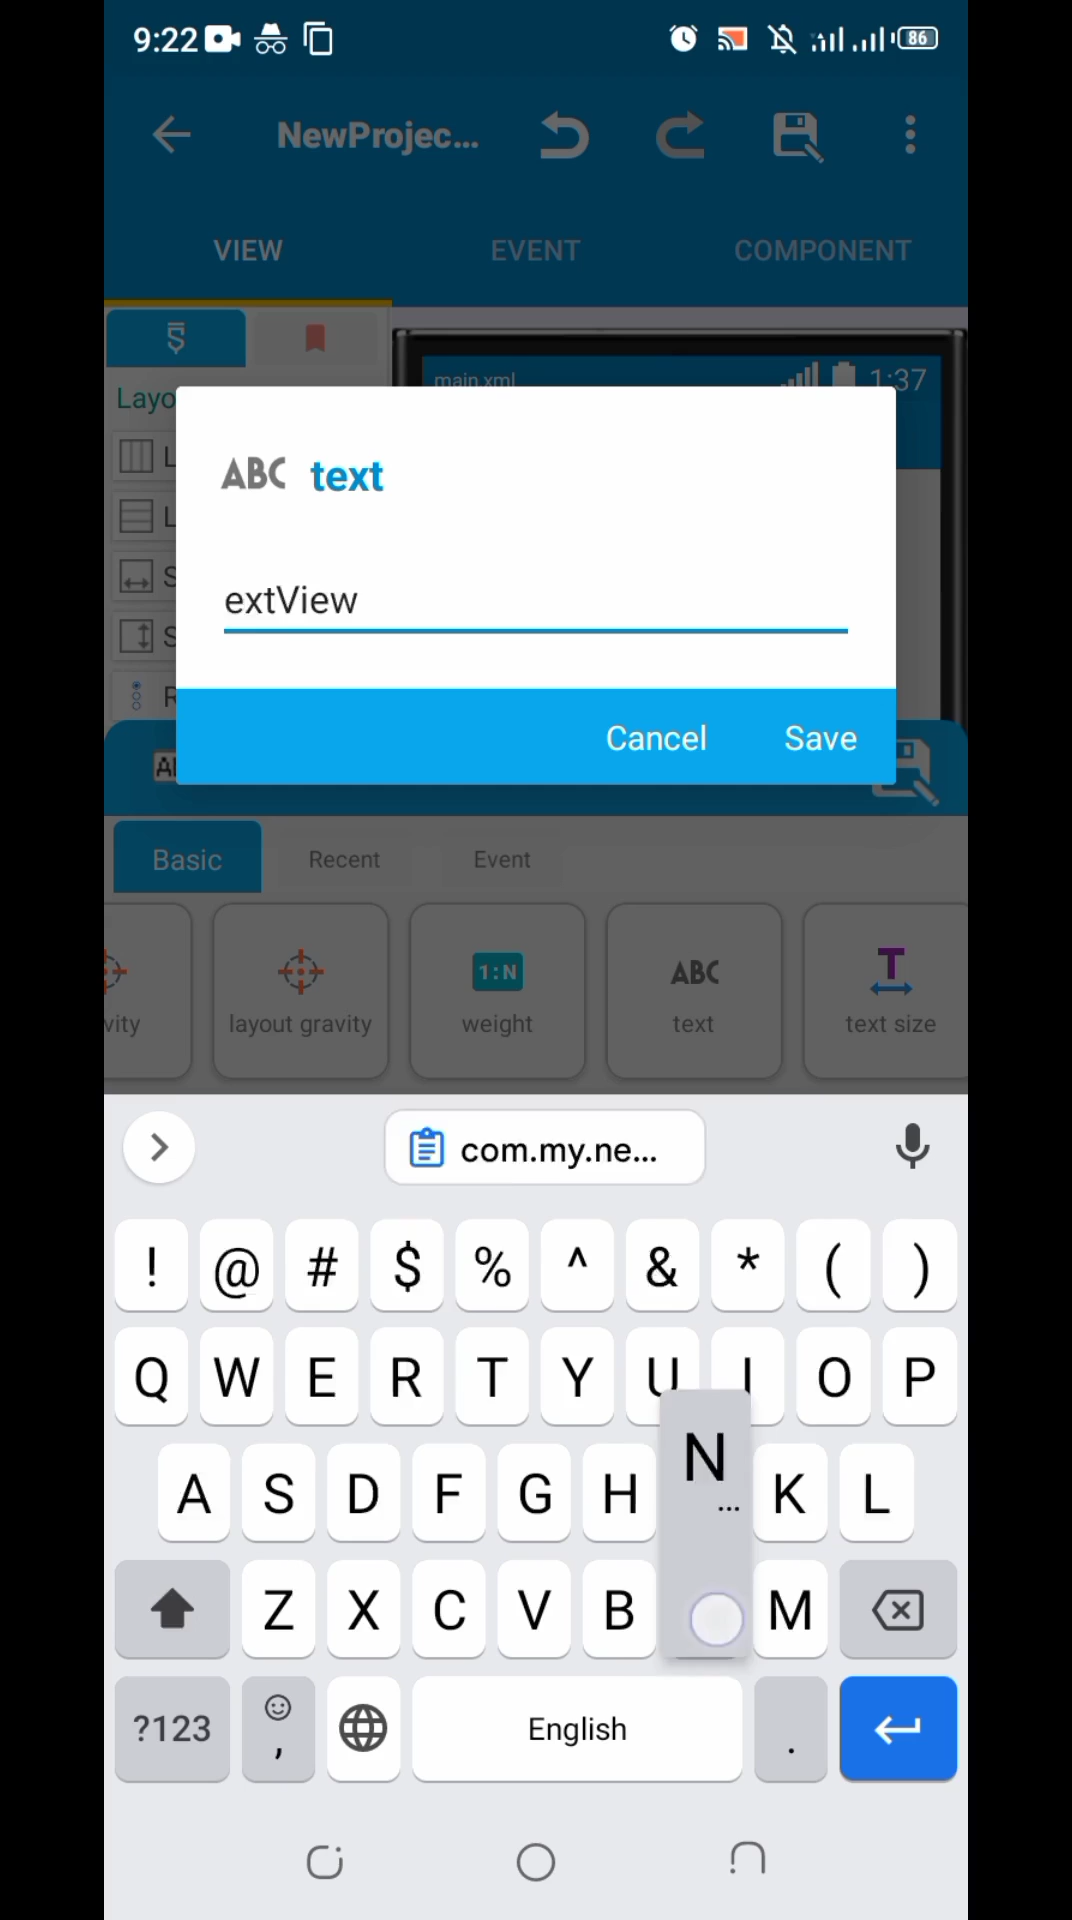 9:22 86
NewProjec...
VIEW EVENT COMPONENT
main.xml 1:37
Layo
L
L
S
S
R
ABC text
extView
Cancel Save
Basic Recent Event
1:N ABC T
vity layout gravity weight text text size
com.my.ne...
! @ # $ % ^ & * ( )
Q W E R T Y U I O P
A S D F G H N K L
...
Z X C V B M
?123 , English .